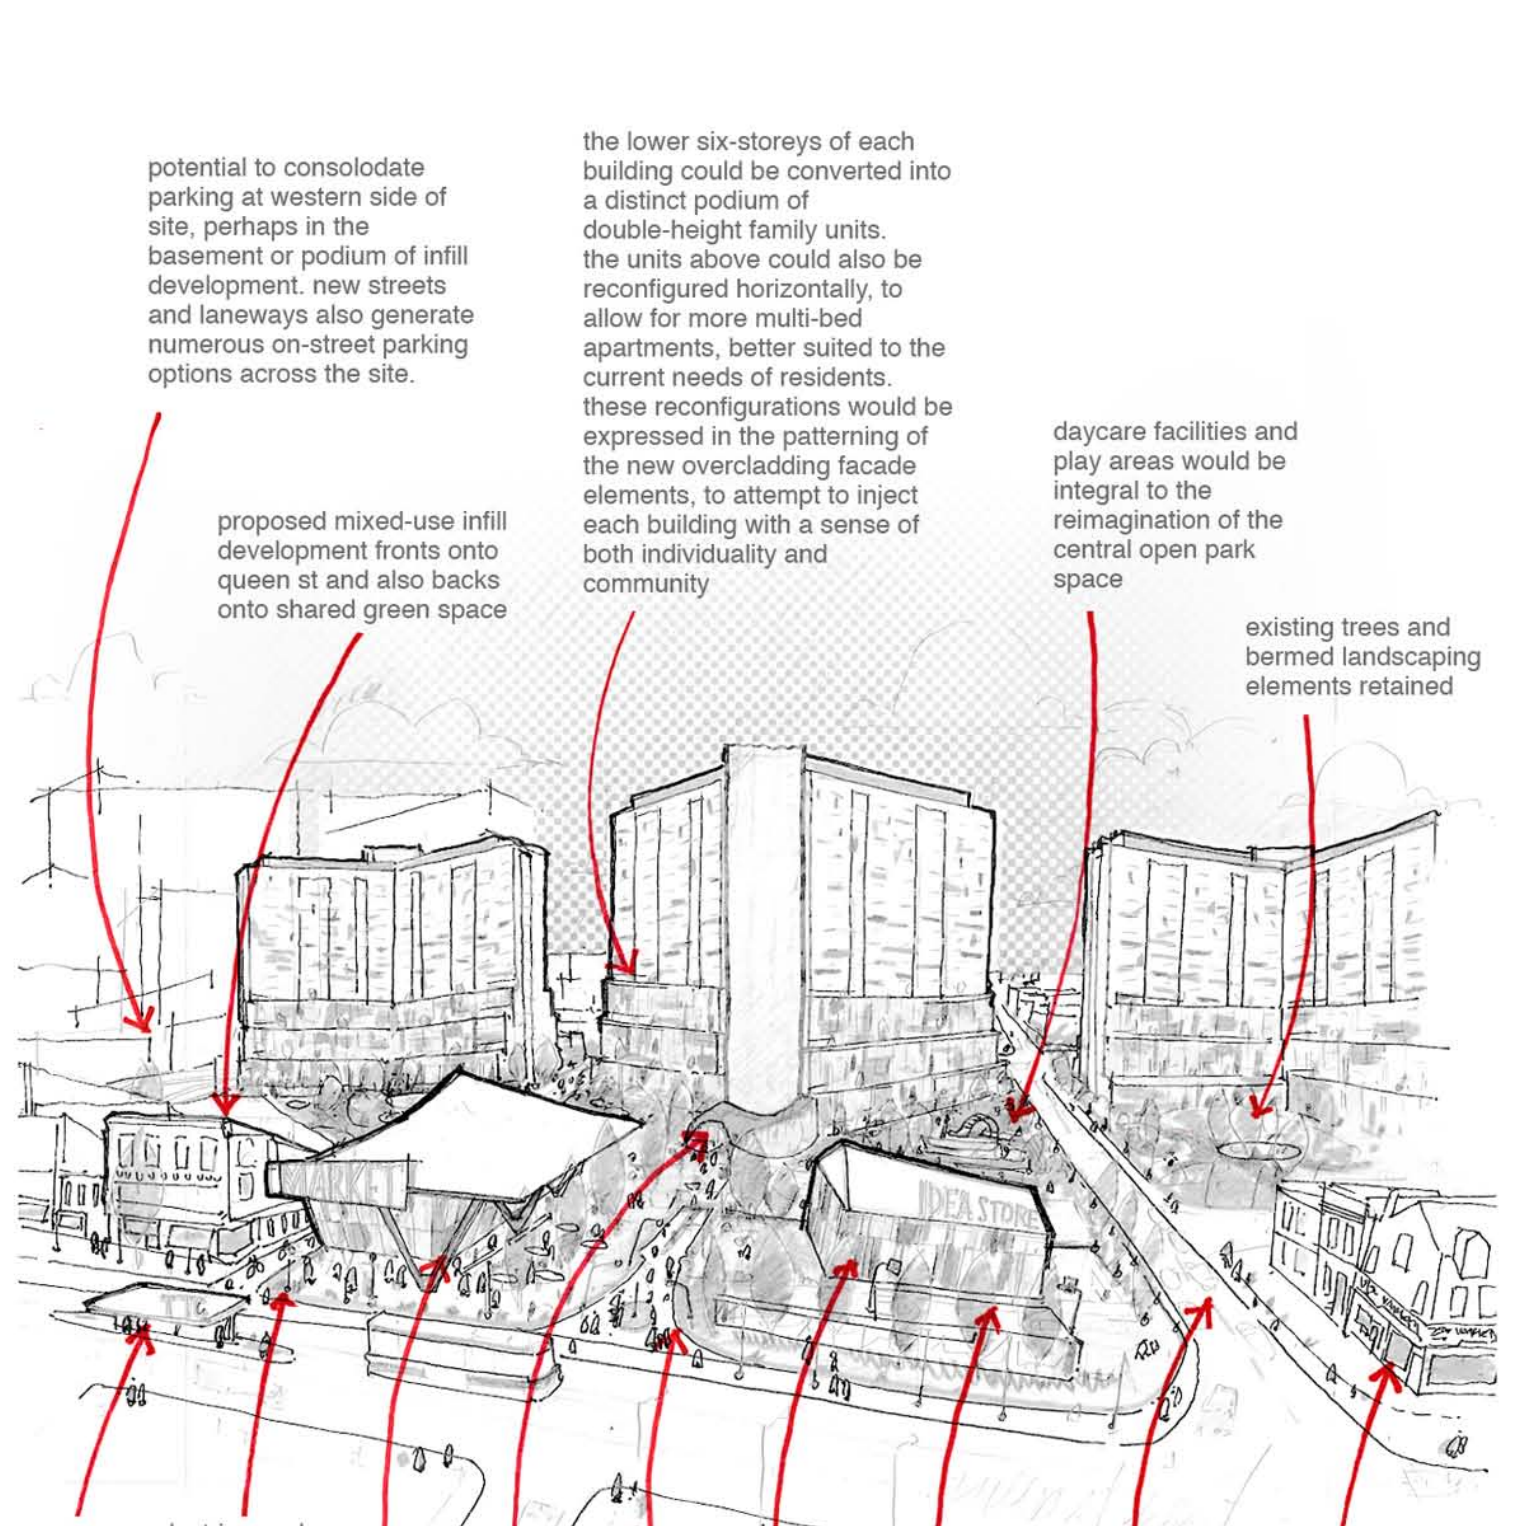 the lower six-storeys of each
building could be converted into
a distinct podium of
double-height family units.
the units above could also be
reconfigured horizontally, to
allow for more multi-bed
apartments, better suited to the
current needs of residents.
these reconfigurations would be
expressed in the patterning of
the new overcladding facade
elements, to attempt to inject
each building with a sense of
both individuality and
community
potential to consolodate
parking at western side of
site, perhaps in the
basement or podium of infill
development. new streets
and laneways also generate
numerous on-street parking
options across the site.
daycare facilities and
play areas would be
integral to the
reimagination of the
central open park
space
proposed mixed-use infill
development fronts onto
queen st and also backs
onto shared green space
existing trees and
bermed landscaping
elements retained
MARKET
IDEA STORE
TTC